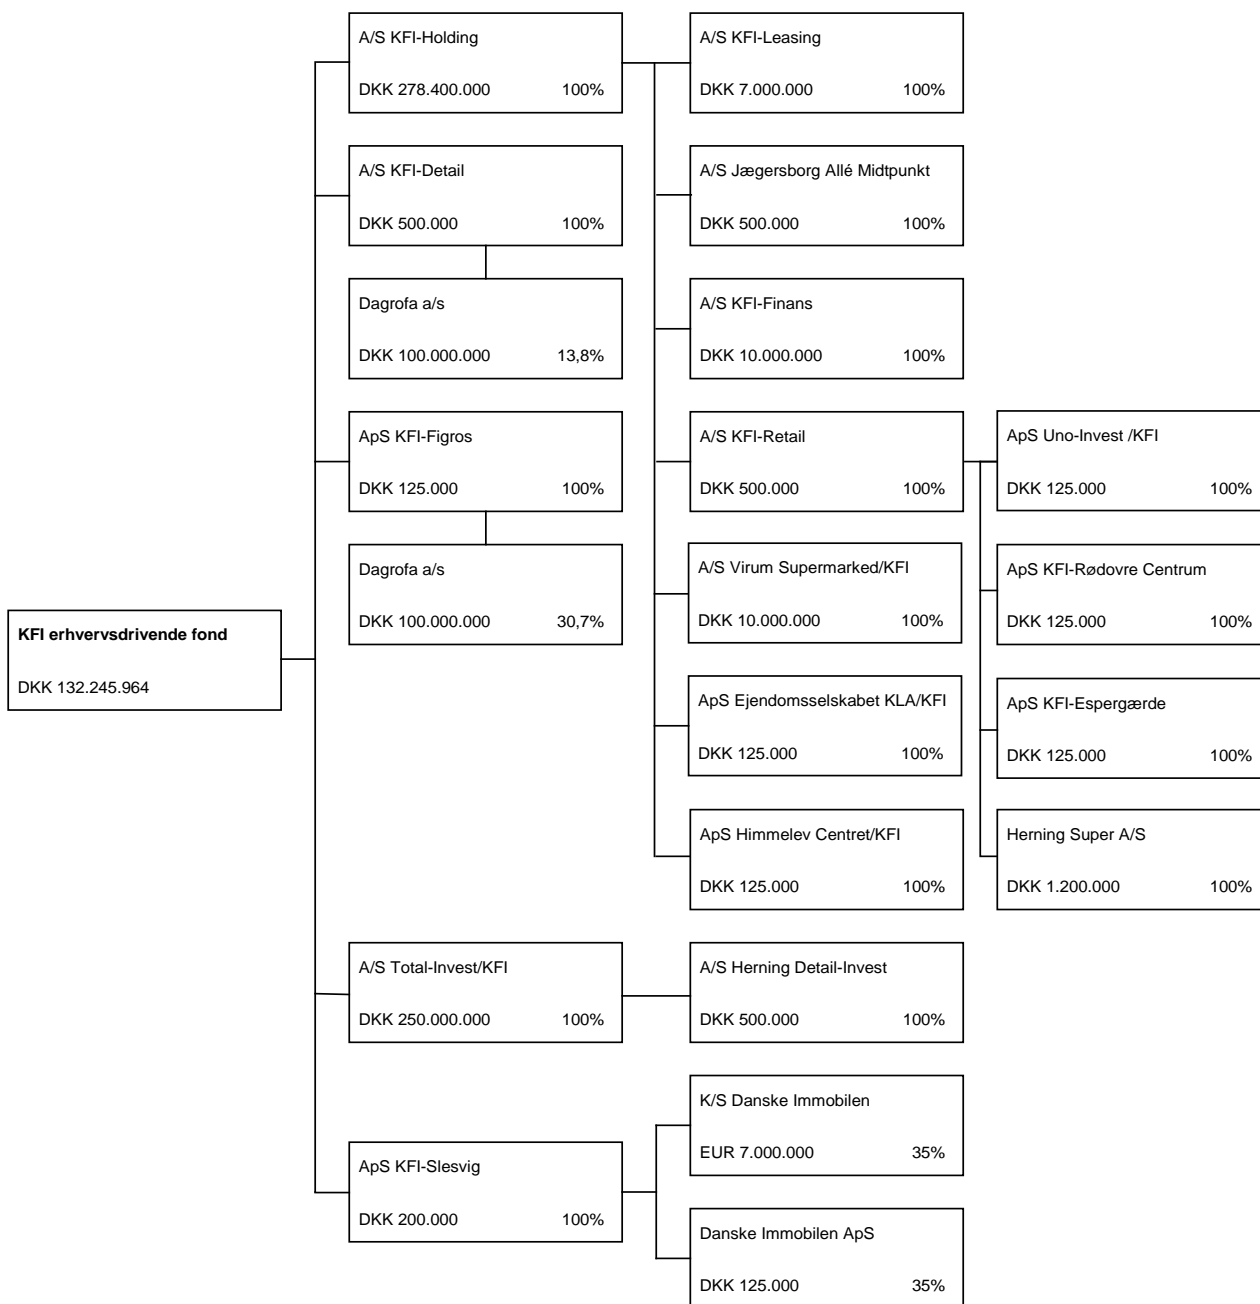 A/S KFI-Holding
DKK 278.400.000 100%
A/S KFI-Leasing
DKK 7.000.000 100%
A/S KFI-Detail
DKK 500.000 100%
A/S Jægersborg Allé Midtpunkt
DKK 500.000 100%
Dagrofa a/s
DKK 100.000.000 13,8%
A/S KFI-Finans
DKK 10.000.000 100%
ApS KFI-Figros
DKK 125.000 100%
A/S KFI-Retail
DKK 500.000 100%
ApS Uno-Invest /KFI
DKK 125.000 100%
Dagrofa a/s
DKK 100.000.000 30,7%
A/S Virum Supermarked/KFI
DKK 10.000.000 100%
ApS KFI-Rødovre Centrum
DKK 125.000 100%
KFI erhvervsdrivende fond
DKK 132.245.964
ApS Ejendomsselskabet KLA/KFI
DKK 125.000 100%
ApS KFI-Espergærde
DKK 125.000 100%
ApS Himmelev Centret/KFI
DKK 125.000 100%
Herning Super A/S
DKK 1.200.000 100%
A/S Total-Invest/KFI
DKK 250.000.000 100%
A/S Herning Detail-Invest
DKK 500.000 100%
K/S Danske Immobilen
EUR 7.000.000 35%
ApS KFI-Slesvig
DKK 200.000 100%
Danske Immobilen ApS
DKK 125.000 35%